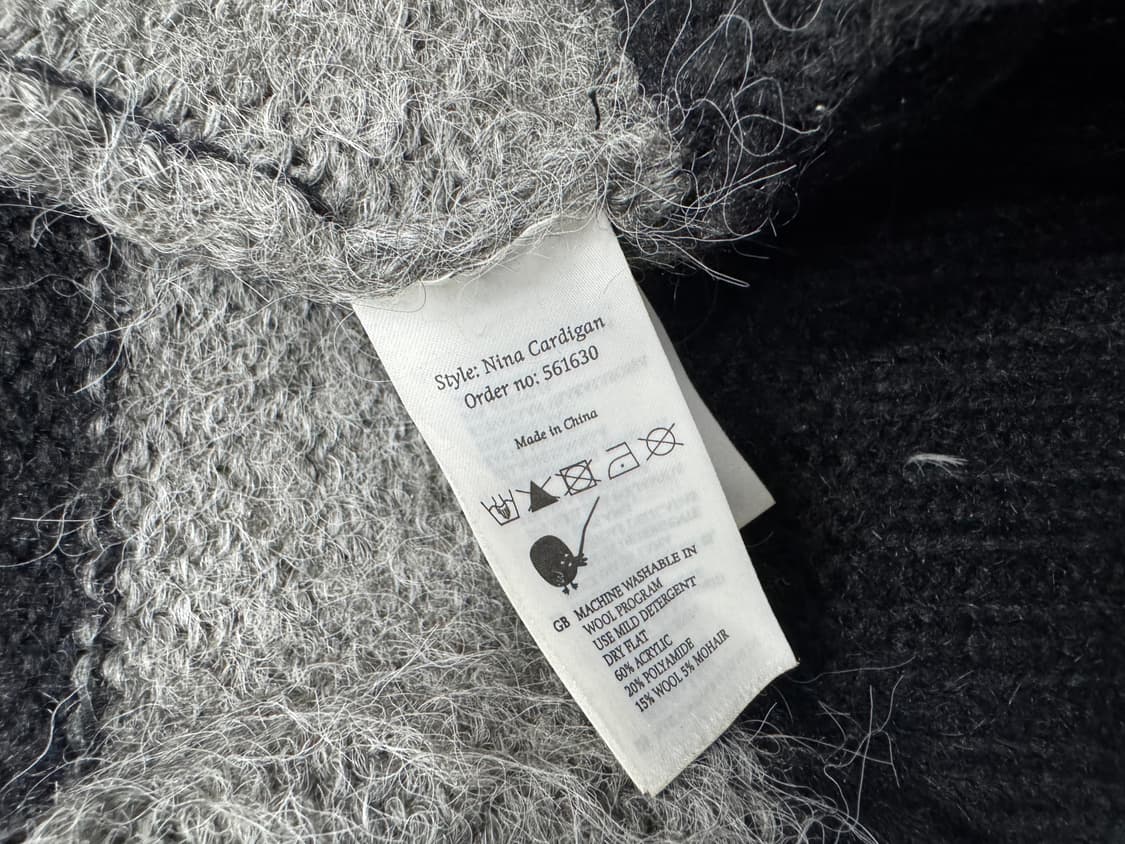 Style: Nina Cardigan
Order no: 561630
Made in China
GB MACHINE WASHABLE IN
WOOL PROGRAM
USE MILD DETERGENT
DRY FLAT
60% ACRYLIC
20% POLYAMIDE
15% WOOL 5% MOHAIR